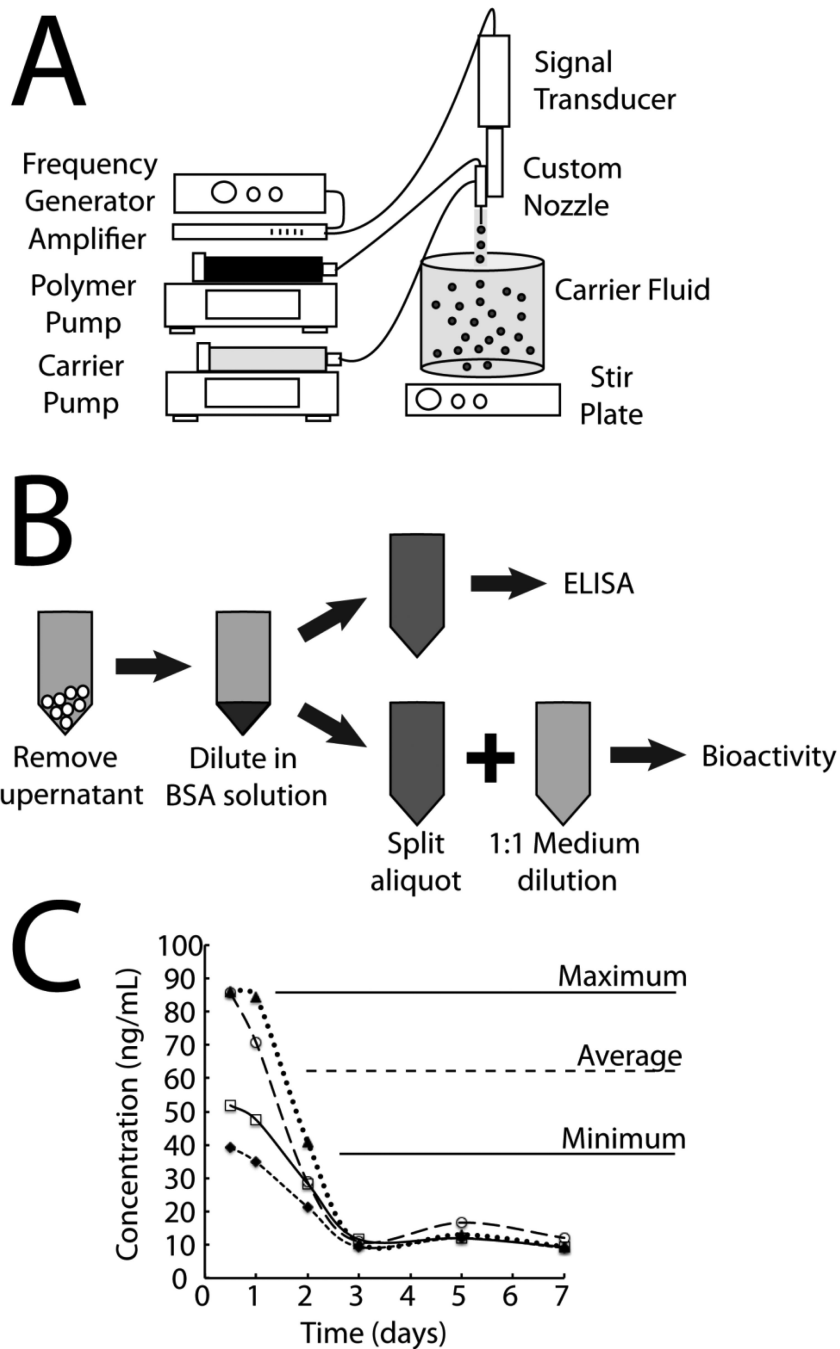 A
Signal
Transducer
Frequency
Generator
Amplifier
Custom
Nozzle
Polymer
Pump
Carrier Fluid
Carrier
Pump
Stir
Plate
B
ELISA
Remove
upernatant
Dilute in
BSA solution
Bioactivity
Split
aliquot
1:1 Medium
dilution
C
Concentration (ng/mL)
100
90
80
70
60
50
40
30
20
10
0
Maximum
Average
Minimum
0 1 2 3 5 6 7
Time (days)